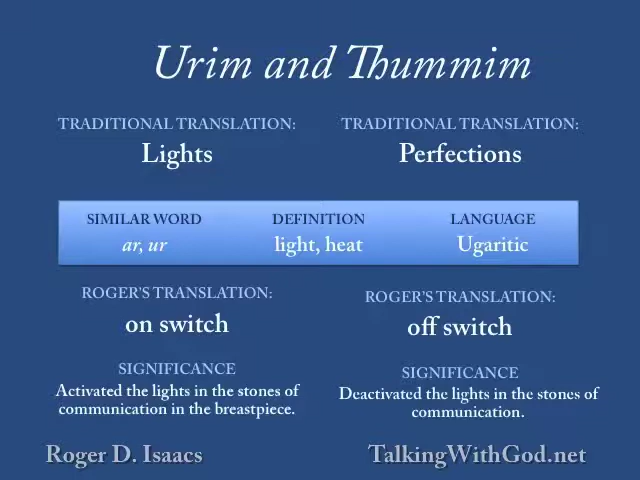 Urim and Thummim
TRADITIONAL TRANSLATION:
Lights
TRADITIONAL TRANSLATION:
Perfections
SIMILAR WORD
ar, ur
DEFINITION
light, heat
LANGUAGE
Ugaritic
ROGER'S TRANSLATION:
on switch
SIGNIFICANCE
Activated the lights in the stones of
communication in the breastpiece.
ROGER'S TRANSLATION:
off switch
SIGNIFICANCE
Deactivated the lights in the stones of
communication.
Roger D. Isaacs
TalkingWithGod.net